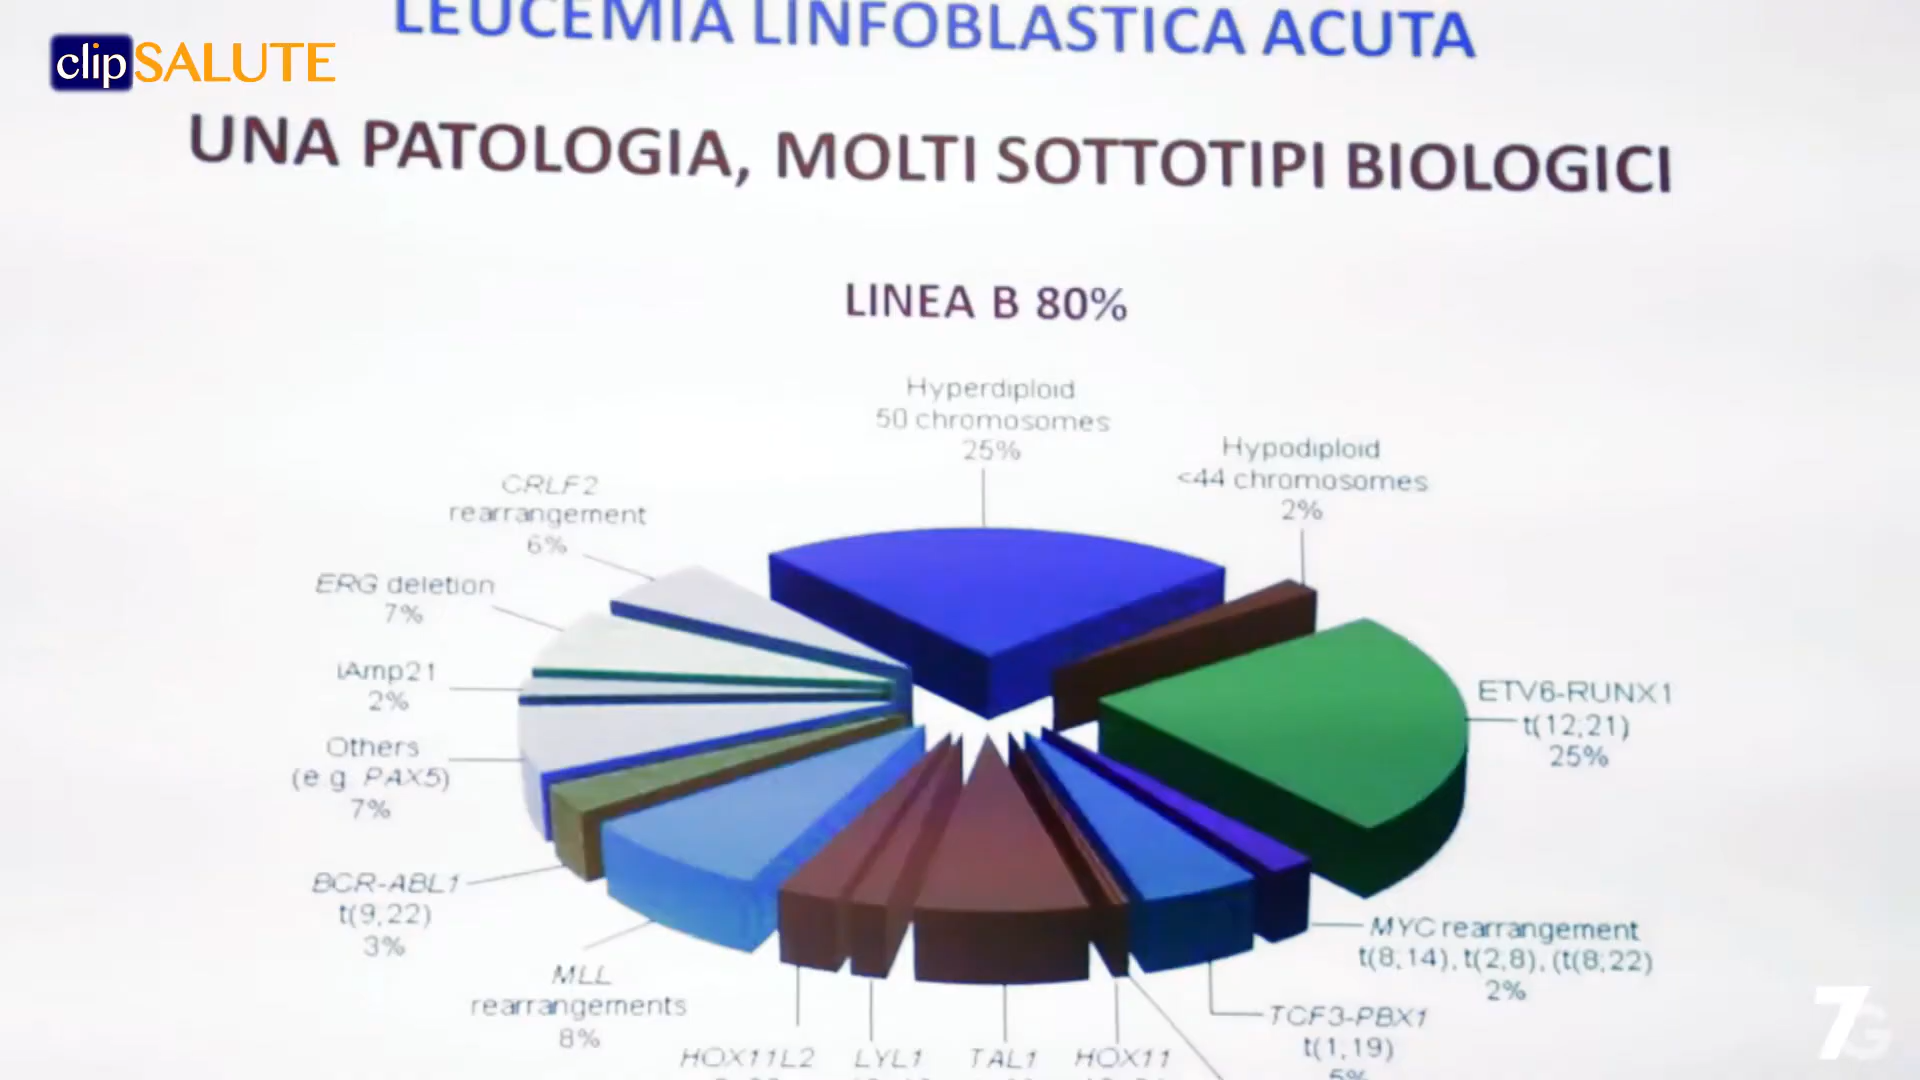 LEUCEMIA LINFOBLASTICA ACUTA
clipSALUTE
UNA PATOLOGIA, MOLTI SOTTOTIPI BIOLOGICI
LINEA B 80%
Hyperdiploid
50 chromosomes
25%
Hypodiploid
<44 chromosomes
2%
CRLF2
rearrangement
6%
ERG deletion
7%
iAmp21
2%
Others
(e.g. PAX5)
7%
BCR-ABL1
t(9,22)
3%
MLL
rearrangements
8%
ETV6-RUNX1
t(12,21)
25%
MYC rearrangement
t(8,14), t(2,8), (t(8,22)
2%
TCF3-PBX1
t(1,19)
5%
HOX11L2
LYL1
TAL1
HOX11
7G